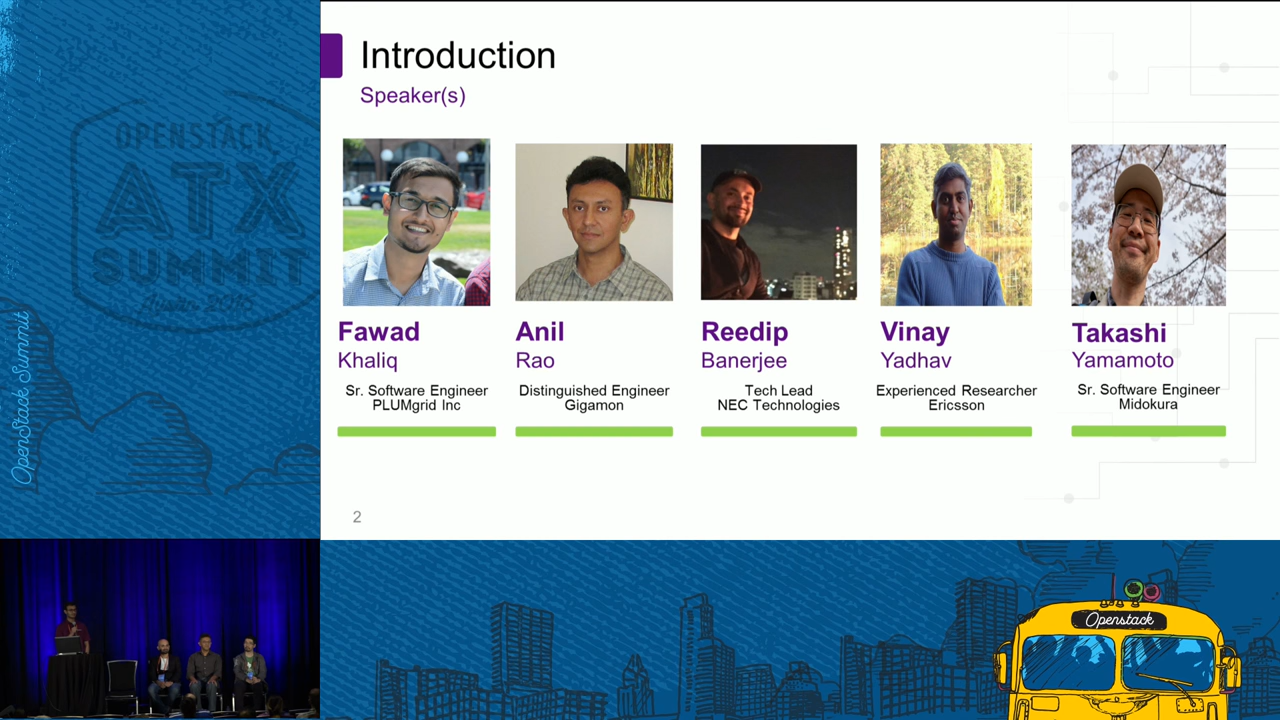 OPENSTACK
ATX
SUMMIT
OpenStack Summit
Introduction
Speaker(s)
Fawad
Khaliq
Sr. Software Engineer
PLUMgrid Inc
Anil
Rao
Distinguished Engineer
Gigamon
Reedip
Banerjee
Tech Lead
NEC Technologies
Vinay
Yadhav
Experienced Researcher
Ericsson
Takashi
Yamamoto
Sr. Software Engineer
Midokura
2
Openstack